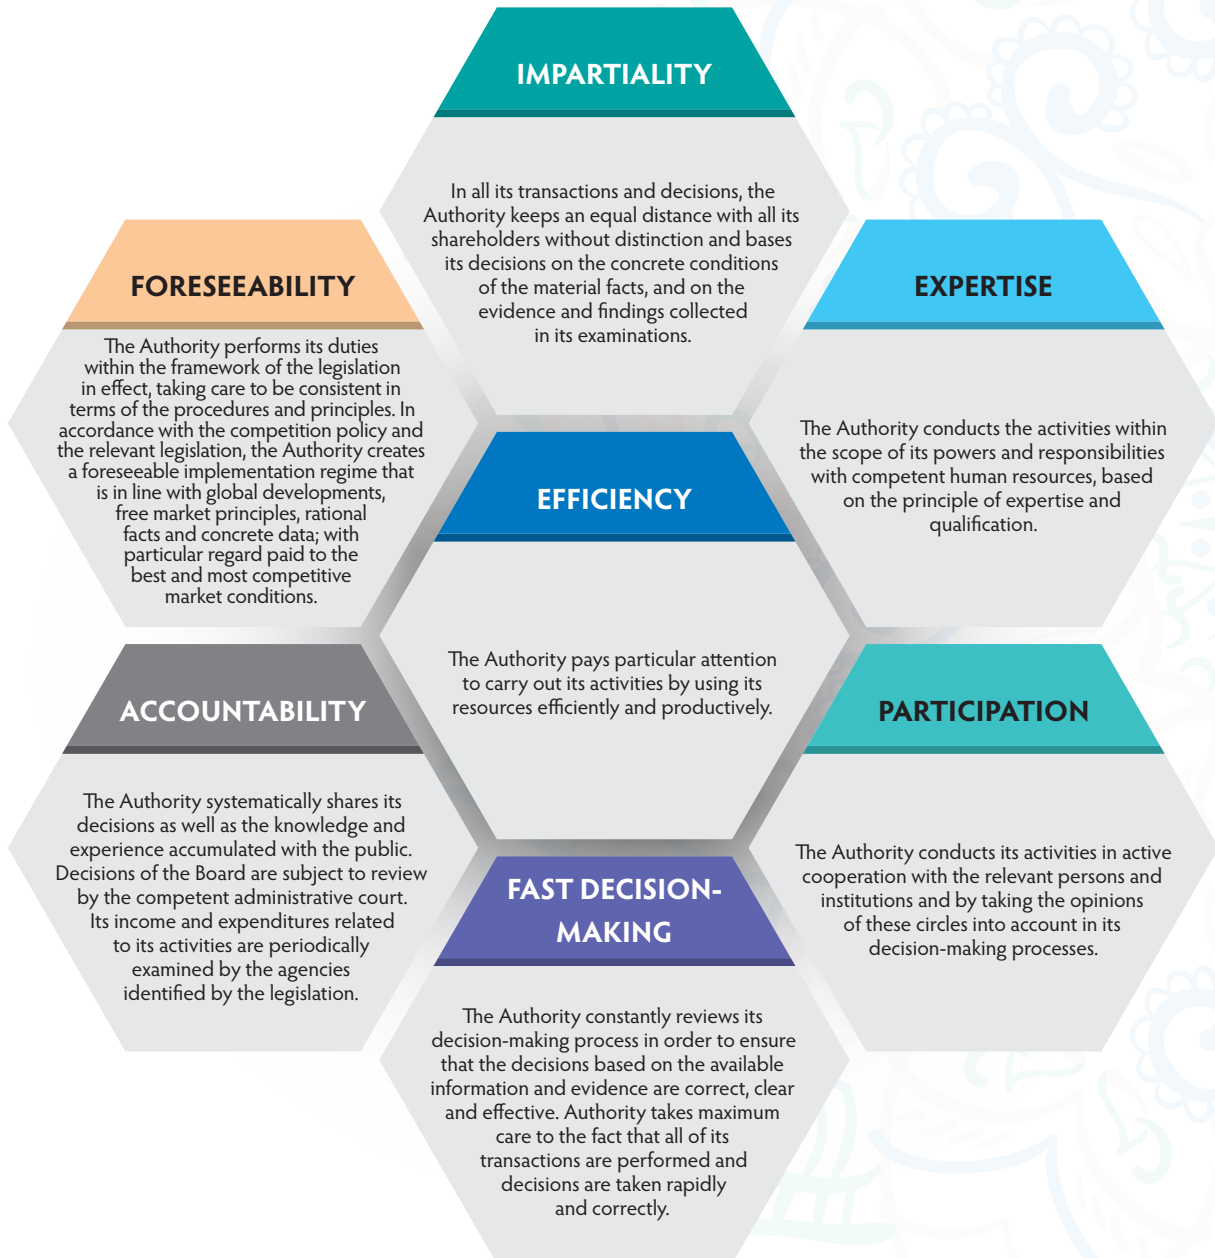 IMPARTIALITY
In all its transactions and decisions, the
Authority keeps an equal distance with all its
shareholders without distinction and bases
its decisions on the concrete conditions
of the material facts, and on the
evidence and findings collected
in its examinations.
FORESEEABILITY
The Authority performs its duties
within the framework of the legislation
in effect, taking care to be consistent in
terms of the procedures and principles. In
accordance with the competition policy and
the relevant legislation, the Authority creates
a foreseeable implementation regime that
is in line with global developments,
free market principles, rational
facts and concrete data; with
particular regard paid to the
best and most competitive
market conditions.
EXPERTISE
The Authority conducts the activities within
the scope of its powers and responsibilities
with competent human resources, based
on the principle of expertise and
qualification.
EFFICIENCY
The Authority pays particular attention
to carry out its activities by using its
resources efficiently and productively.
ACCOUNTABILITY
The Authority systematically shares its
decisions as well as the knowledge and
experience accumulated with the public.
Decisions of the Board are subject to review
by the competent administrative court.
Its income and expenditures related
to its activities are periodically
examined by the agencies
identified by the legislation.
PARTICIPATION
The Authority conducts its activities in active
cooperation with the relevant persons and
institutions and by taking the opinions
of these circles into account in its
decision-making processes.
FAST DECISION-
MAKING
The Authority constantly reviews its
decision-making process in order to ensure
that the decisions based on the available
information and evidence are correct, clear
and effective. Authority takes maximum
care to the fact that all of its
transactions are performed and
decisions are taken rapidly
and correctly.